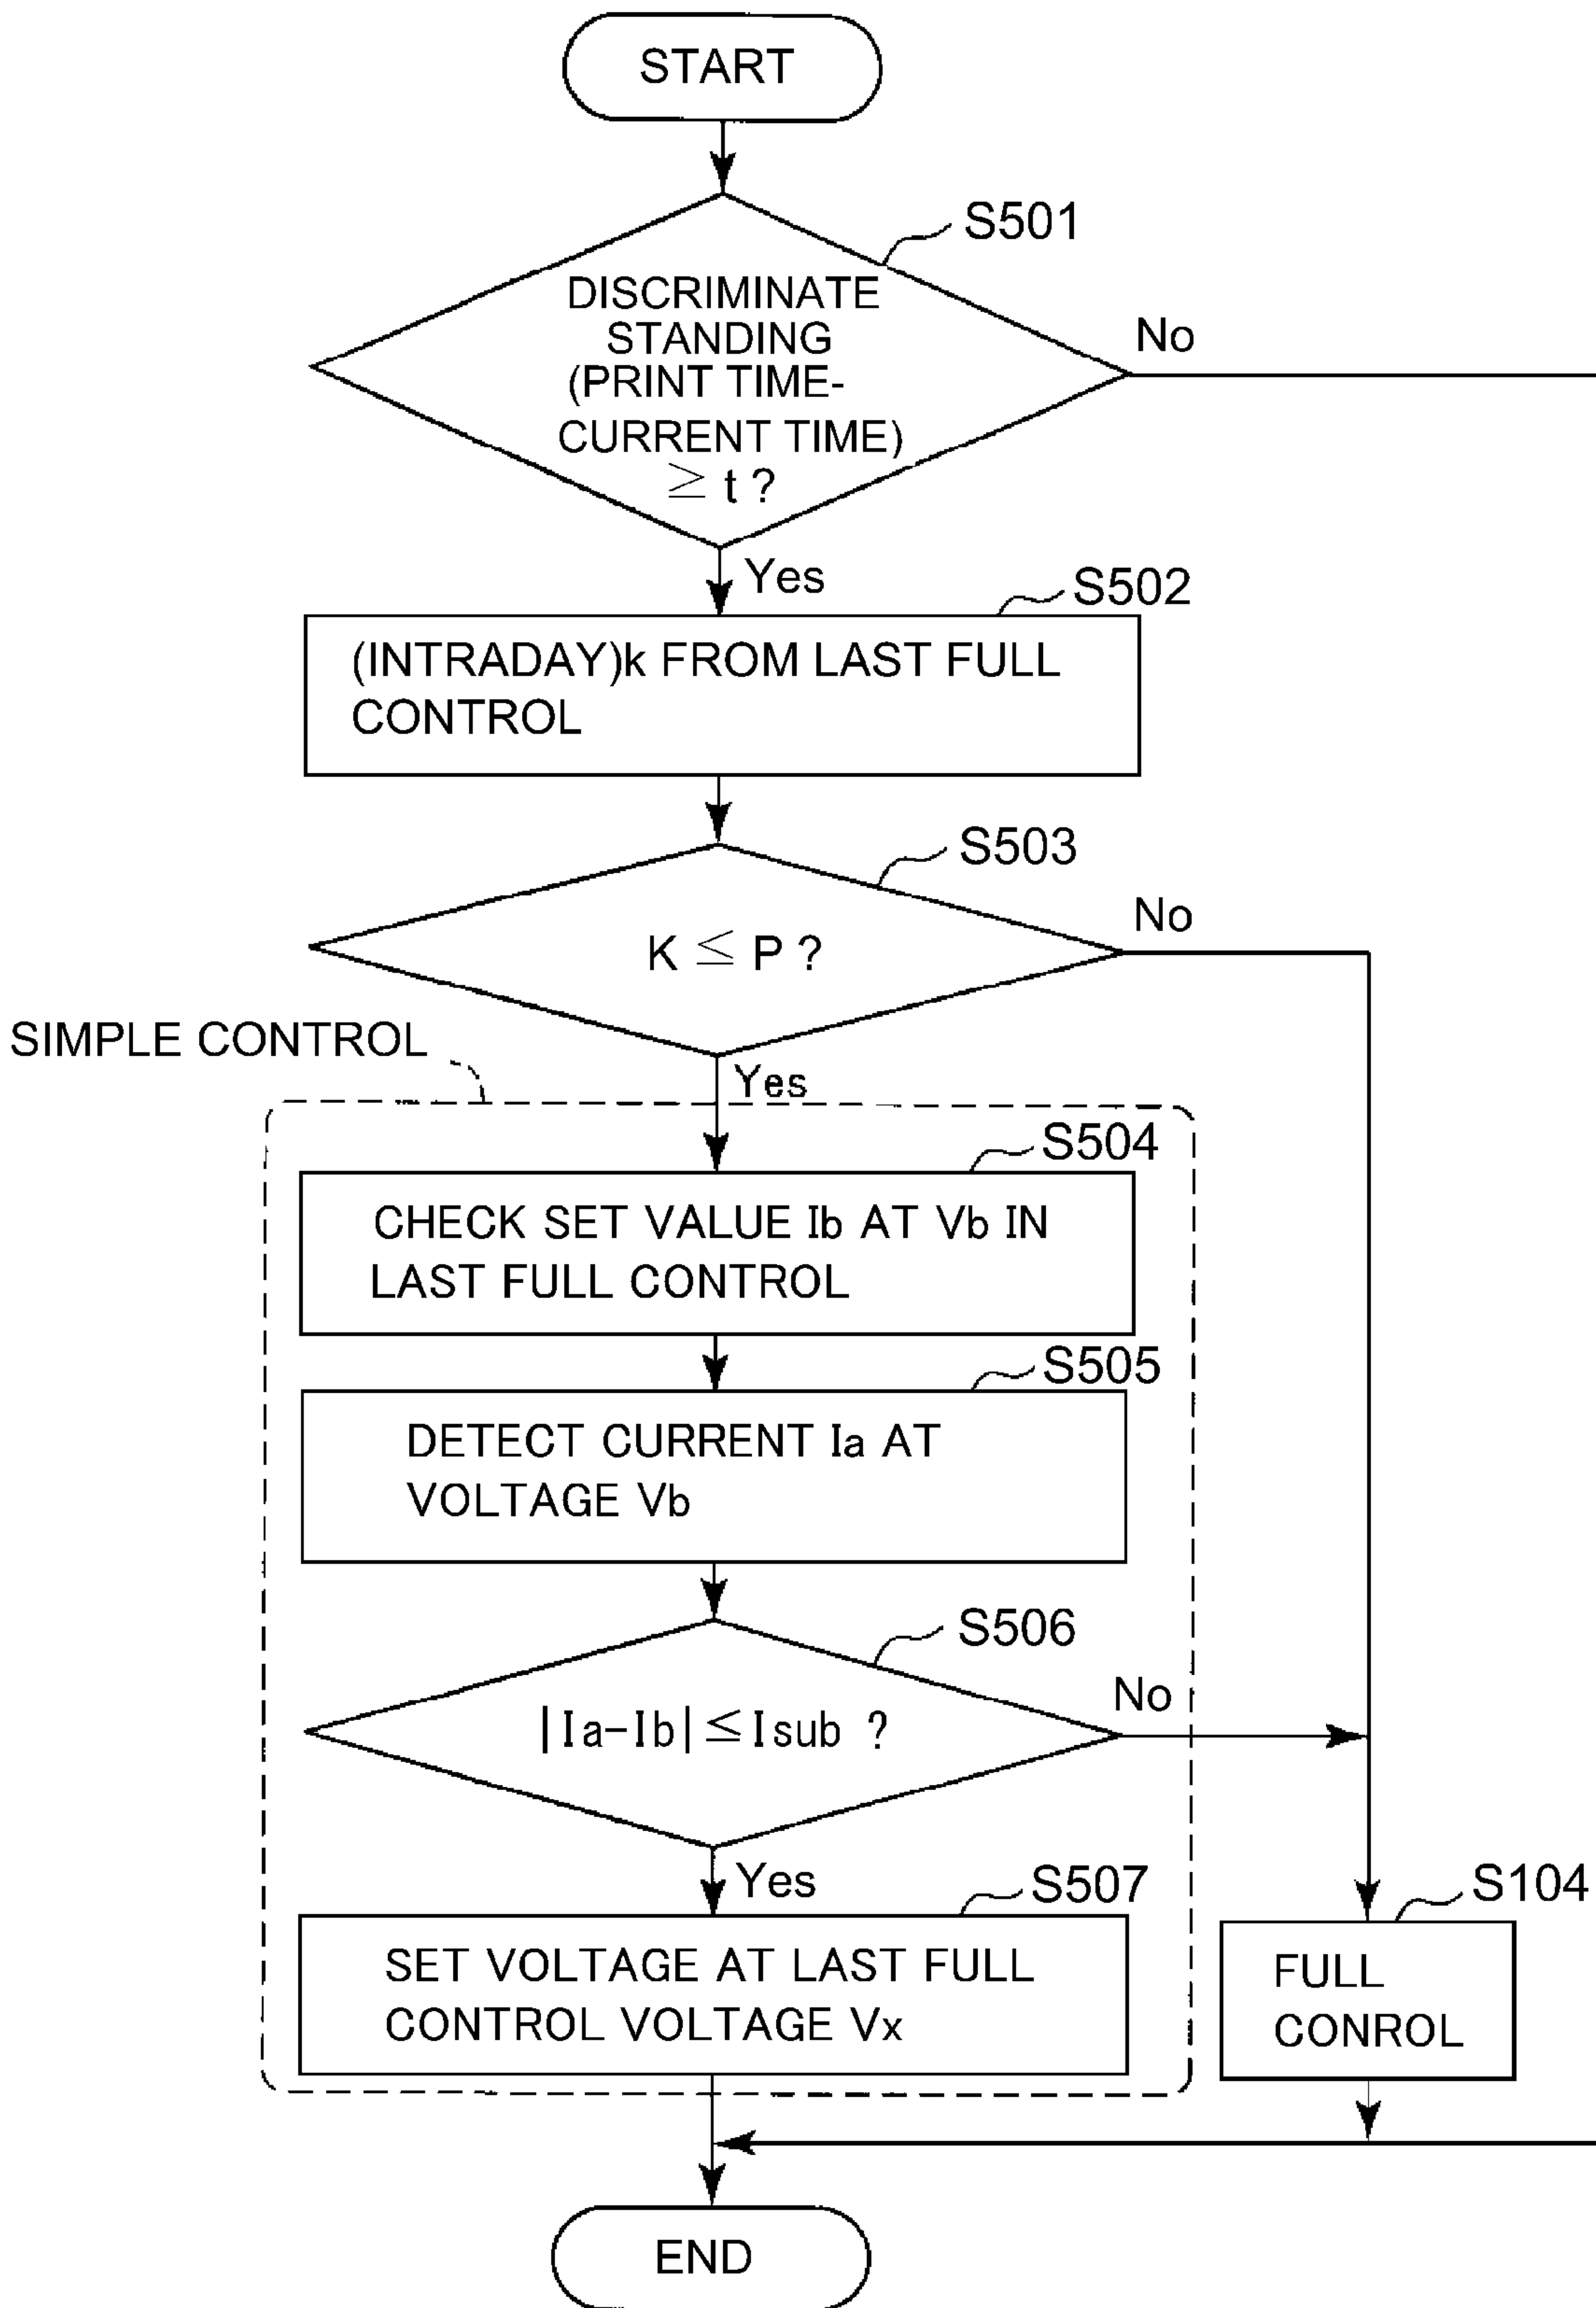 START
S501
DISCRIMINATE
STANDING
(PRINT TIME-
CURRENT TIME)
≥ t ?
No
Yes
S502
(INTRADAY)k FROM LAST FULL
CONTROL
S503
K ≤ P ?
No
SIMPLE CONTROL
Yes
S504
CHECK SET VALUE Ib AT Vb IN
LAST FULL CONTROL
S505
DETECT CURRENT Ia AT
VOLTAGE Vb
S506
|Ia-Ib| ≤ Isub ?
No
Yes
S507
SET VOLTAGE AT LAST FULL
CONTROL VOLTAGE Vx
S104
FULL
CONROL
END